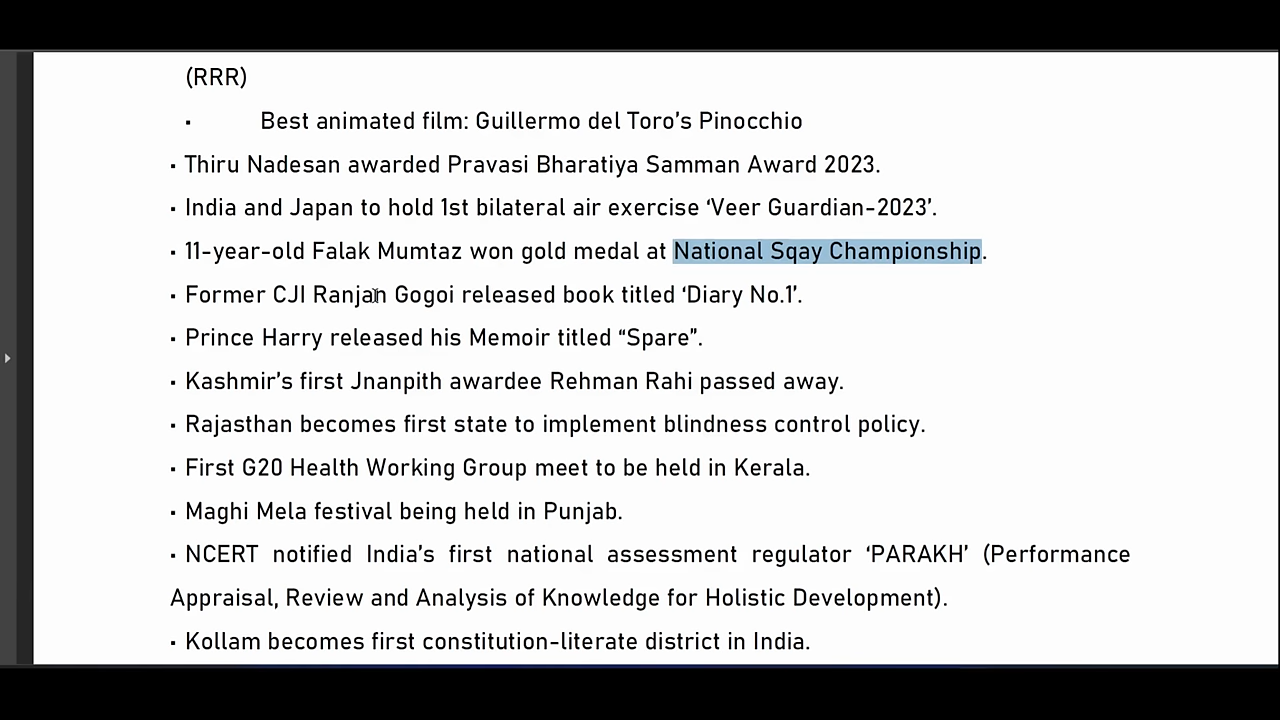 (RRR)
▪ Best animated film: Guillermo del Toro’s Pinocchio
▪ Thiru Nadesan awarded Pravasi Bharatiya Samman Award 2023.
▪ India and Japan to hold 1st bilateral air exercise ‘Veer Guardian-2023’.
▪ 11-year-old Falak Mumtaz won gold medal at National Sqay Championship.
▪ Former CJI Ranjan Gogoi released book titled ‘Diary No.1’.
▪ Prince Harry released his Memoir titled “Spare”.
▪ Kashmir’s first Jnanpith awardee Rehman Rahi passed away.
▪ Rajasthan becomes first state to implement blindness control policy.
▪ First G20 Health Working Group meet to be held in Kerala.
▪ Maghi Mela festival being held in Punjab.
▪ NCERT notified India’s first national assessment regulator ‘PARAKH’ (Performance
Appraisal, Review and Analysis of Knowledge for Holistic Development).
▪ Kollam becomes first constitution-literate district in India.